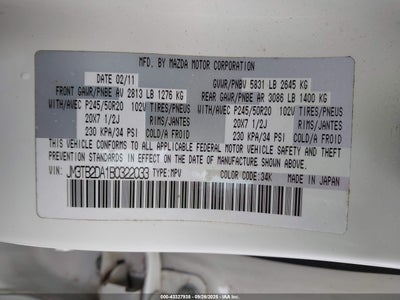 MFD. BY MAZDA MOTOR CORPORATION
DATE 02/11 GVWR/PNBV 5831 LB 2645 KG
FRONT GAWR/PNBE AV 2813 LB 1276 KG REAR GAWR/PNBE AR 3086 LB 1400 KG
WITH/AVEC P245/50R20 102V TIRES/PNEUS WITH/AVEC P245/50R20 102V TIRES/PNEUS
20X7 1/2J RIMS/JANTES 20X7 1/2J RIMS/JANTES
230 KPA/34 PSI COLD/A FROID 230 KPA/34 PSI COLD/A FROID
THIS VEHICLE CONFORMS TO ALL APPLICABLE FEDERAL MOTOR VEHICLE SAFETY AND THEFT
PREVENTION STANDARDS IN EFFECT ON THE DATE OF MANUFACTURE SHOWN ABOVE.
VIN: JM3TB2DA1B0322033 TYPE: MPV COLOR CODE: 34K MADE IN JAPAN
000-43327918 - 09/29/2025 - IAA Inc.